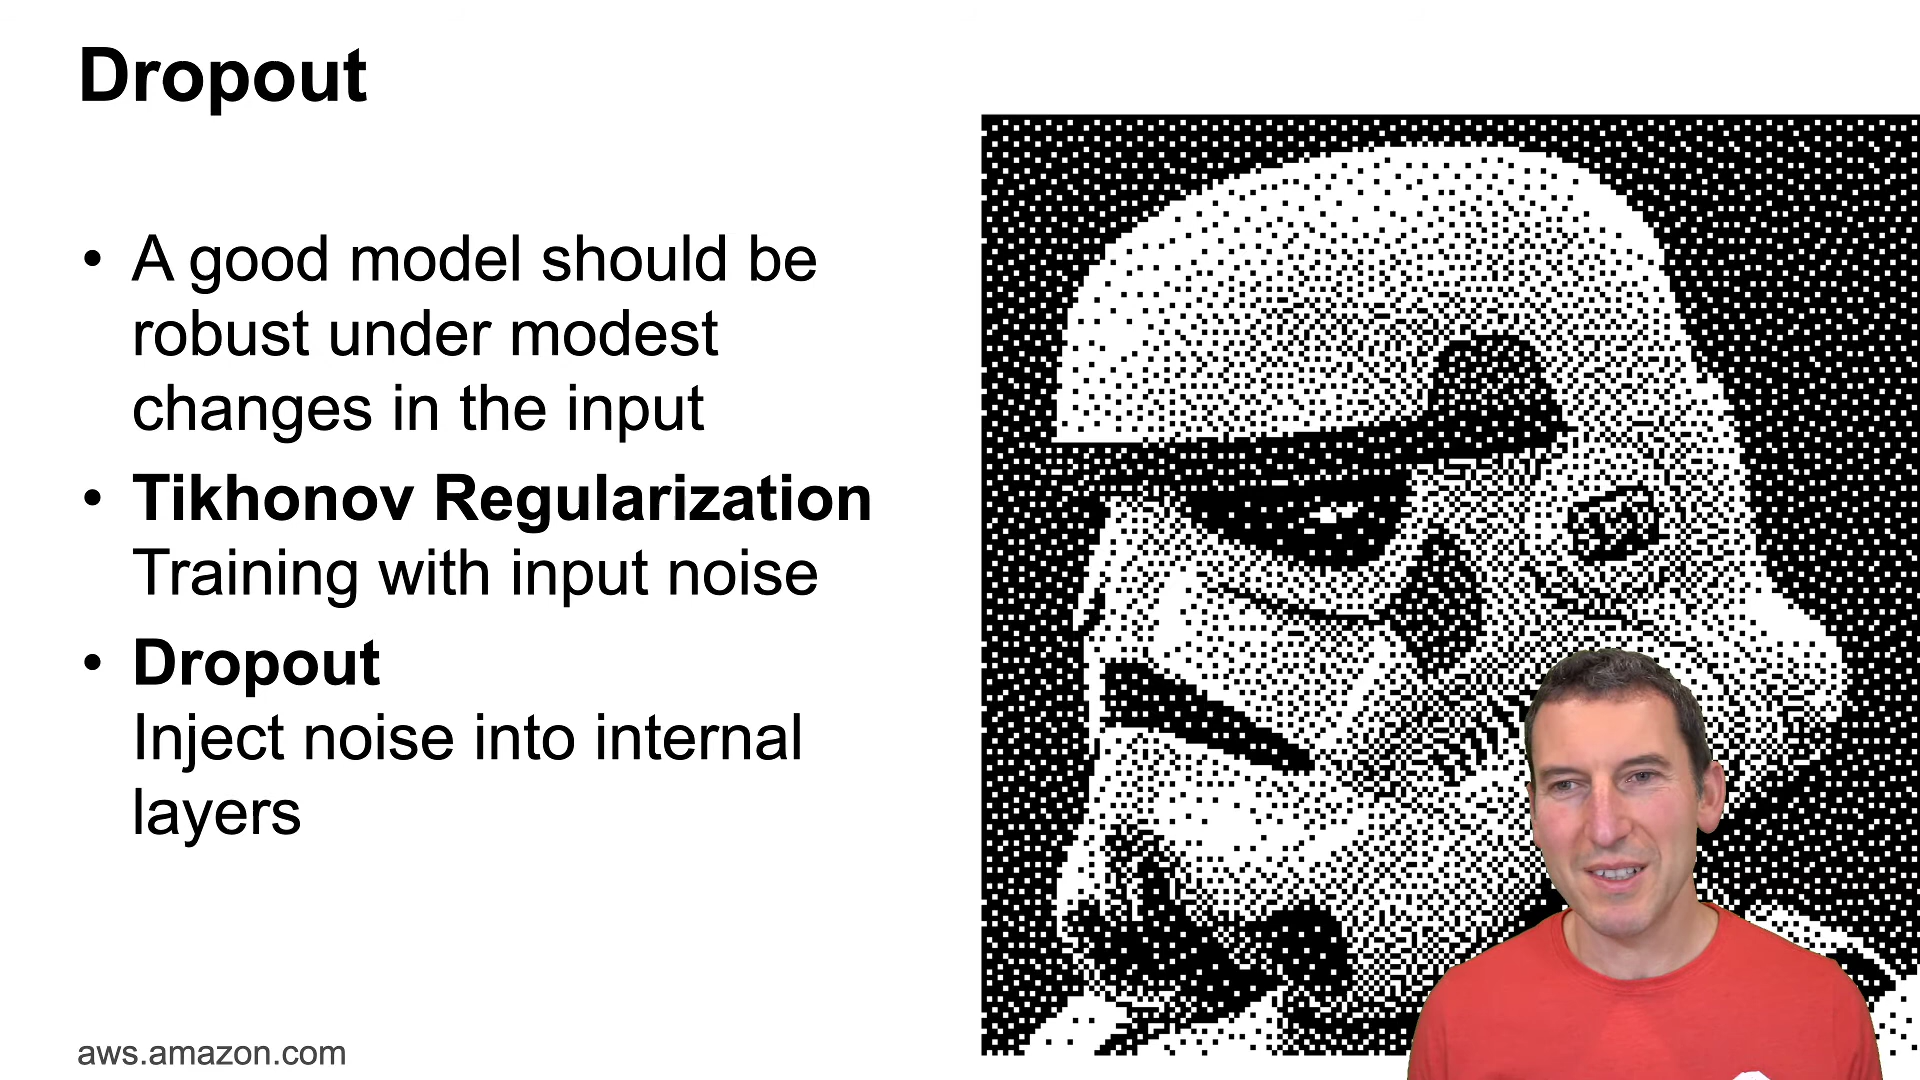 Dropout
• A good model should be
robust under modest
changes in the input
• Tikhonov Regularization
Training with input noise
• Dropout
Inject noise into internal
layers
aws.amazon.com